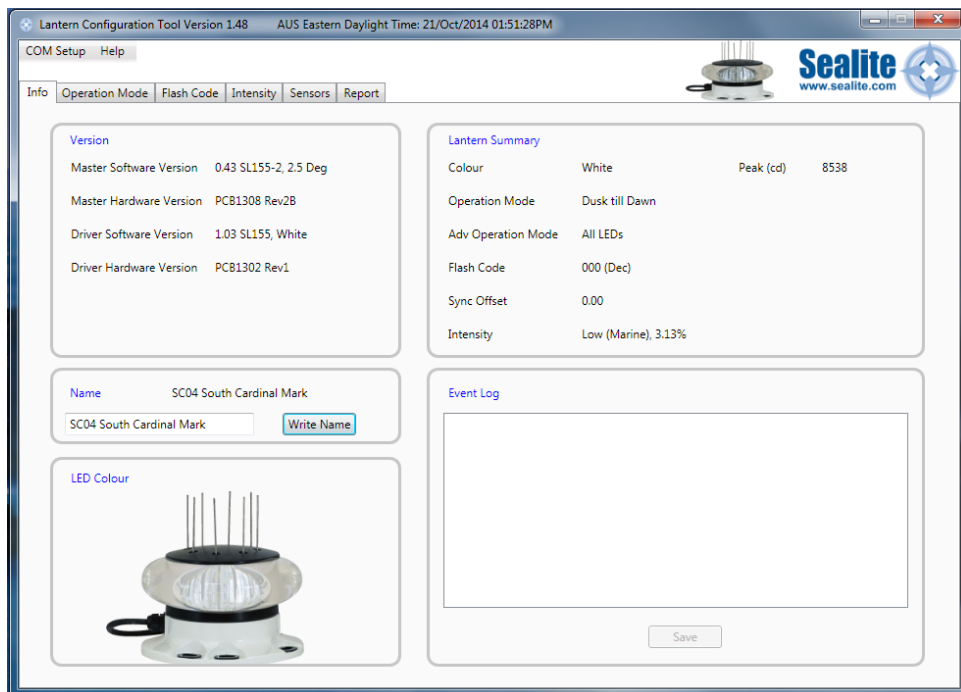 Lantern Configuration Tool Version 1.48 AUS Eastern Daylight Time: 21/Oct/2014 01:51:28PM
COM Setup Help
Sealite
www.sealite.com
Info Operation Mode Flash Code Intensity Sensors Report
Version
Master Software Version 0.43 SL155-2, 2.5 Deg
Master Hardware Version PCB1308 Rev2B
Driver Software Version 1.03 SL155, White
Driver Hardware Version PCB1302 Rev1
Lantern Summary
Colour White Peak (cd) 8538
Operation Mode Dusk till Dawn
Adv Operation Mode All LEDs
Flash Code 000 (Dec)
Sync Offset 0.00
Intensity Low (Marine), 3.13%
Name SC04 South Cardinal Mark
SC04 South Cardinal Mark Write Name
LED Colour
Event Log
Save